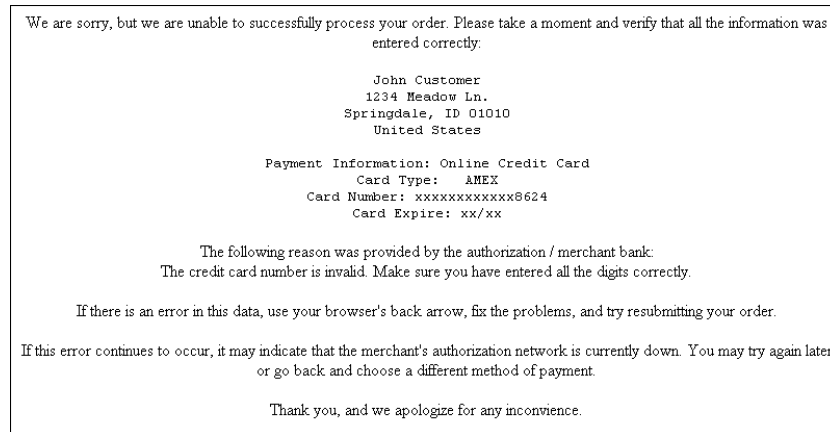 We are sorry, but we are unable to successfully process your order. Please take a moment and verify that all the information was
entered correctly:
John Customer
1234 Meadow Ln.
Springdale, ID 01010
United States
Payment Information: Online Credit Card
Card Type: AMEX
Card Number: xxxxxxxxxxxx8624
Card Expire: xx/xx
The following reason was provided by the authorization / merchant bank:
The credit card number is invalid. Make sure you have entered all the digits correctly.
If there is an error in this data, use your browser's back arrow, fix the problems, and try resubmitting your order.
If this error continues to occur, it may indicate that the merchant's authorization network is currently down. You may try again later
or go back and choose a different method of payment.
Thank you, and we apologize for any inconvience.